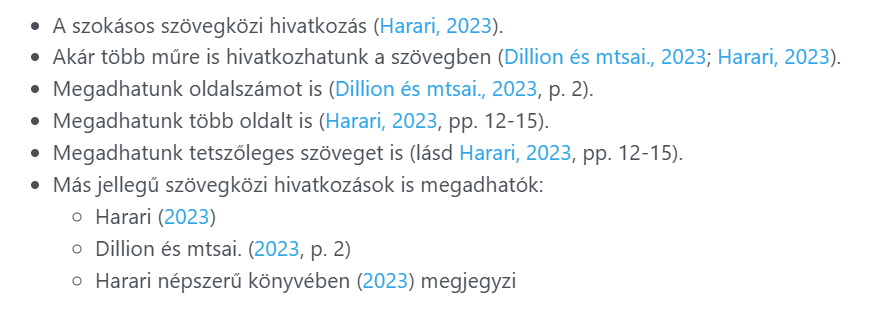 • A szokásos szövegközi hivatkozás (Harari, 2023).
• Akár több műre is hivatkozhatunk a szövegben (Dillion és mtsai., 2023; Harari, 2023).
• Megadhatunk oldalszámot is (Dillion és mtsai., 2023, p. 2).
• Megadhatunk több oldalt is (Harari, 2023, pp. 12-15).
• Megadhatunk tetszőleges szöveget is (lásd Harari, 2023, pp. 12-15).
• Más jellegű szövegközi hivatkozások is megadhatók:
◦ Harari (2023)
◦ Dillion és mtsai. (2023, p. 2)
◦ Harari népszerű könyvében (2023) megjegyzi